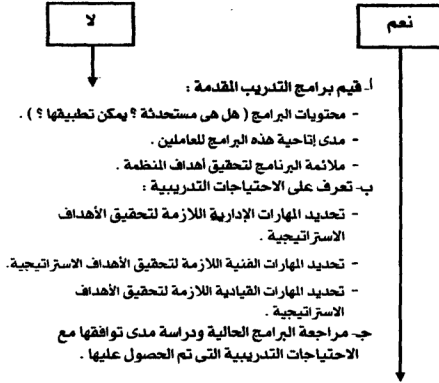 نعم
لا
أ- قيم برامج التدريب المقدمة :
- محتويات البرامج ( هل هى مستحدثة ؟ يمكن تطبيقها ؟ ) .
- مدى إتاحية هذه البرامج للعاملين .
- ملائمة البرنامج لتحقيق أهداف المنظمة .
ب- تعرف على الاحتياجات التدريبية :
- تحديد المهارات الإدارية اللازمة لتحقيق الأهداف
الاستراتيجية .
- تحديد المهارات الفنية اللازمة لتحقيق الأهداف الاستراتيجية.
- تحديد المهارات القيادية اللازمة لتحقيق الأهداف
الاستراتيجية .
جـ- مراجعة البرامج الحالية ودراسة مدى توافقها مع
الاحتياجات التدريبية التى تم الحصول عليها .